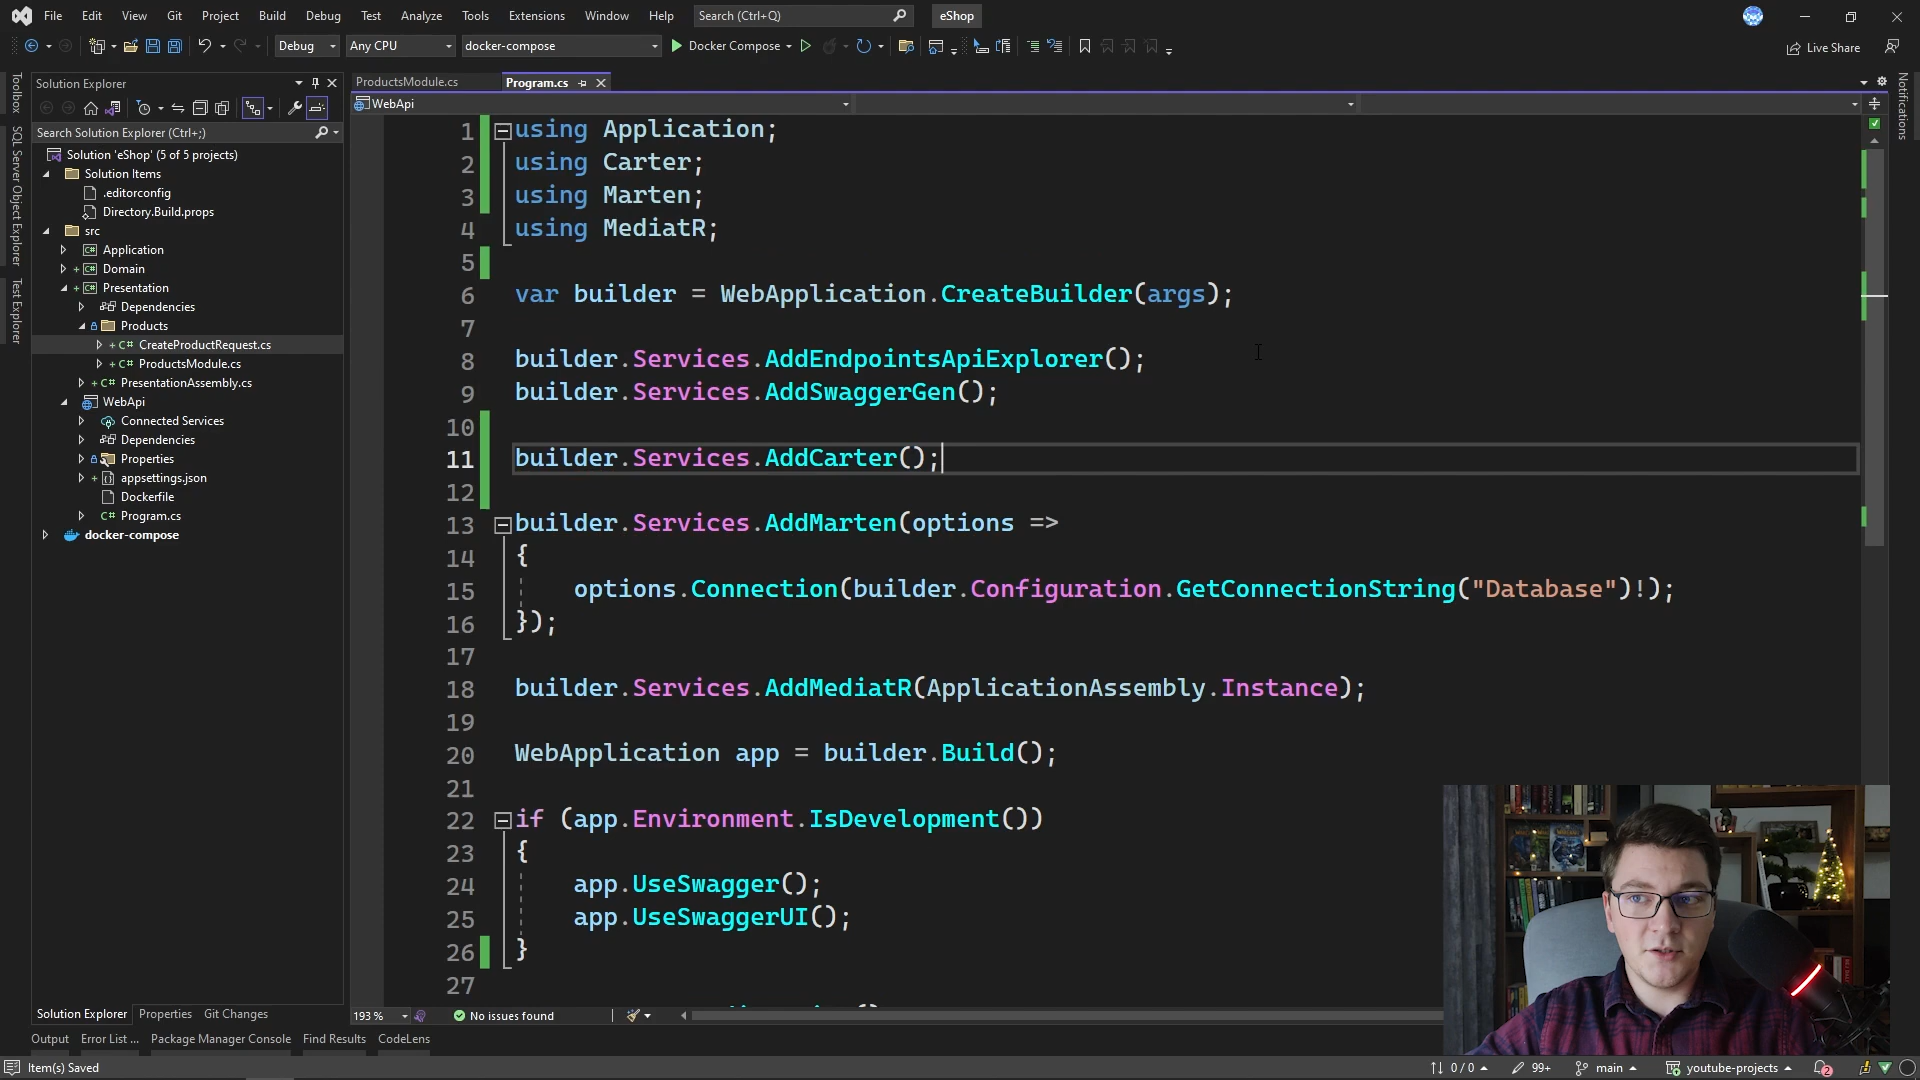 File Edit View Git Project Build Debug Test Analyze Tools Extensions Window Help Search (Ctrl+Q) eShop
Debug Any CPU docker-compose Docker Compose Live Share
Toolbox
SQL Server Object Explorer
Test Explorer
Notifications
Solution Explorer
Search Solution Explorer (Ctrl+;)
Solution 'eShop' (5 of 5 projects)
Solution Items
.editorconfig
Directory.Build.props
src
Application
Domain
Presentation
Dependencies
Products
CreateProductRequest.cs
ProductsModule.cs
PresentationAssembly.cs
WebApi
Connected Services
Dependencies
Properties
appsettings.json
Dockerfile
Program.cs
docker-compose
Solution Explorer Properties Git Changes
ProductsModule.cs Program.cs
WebApi
1 using Application;
2 using Carter;
3 using Marten;
4 using MediatR;
5
6 var builder = WebApplication.CreateBuilder(args);
7
8 builder.Services.AddEndpointsApiExplorer();
9 builder.Services.AddSwaggerGen();
10
11 builder.Services.AddCarter();
12
13 builder.Services.AddMarten(options =>
14 {
15 options.Connection(builder.Configuration.GetConnectionString("Database")!);
16 });
17
18 builder.Services.AddMediatR(ApplicationAssembly.Instance);
19
20 WebApplication app = builder.Build();
21
22 if (app.Environment.IsDevelopment())
23 {
24 app.UseSwagger();
25 app.UseSwaggerUI();
26 }
27
193 % No issues found
Output Error List ... Package Manager Console Find Results CodeLens
Item(s) Saved 0 / 0 99+ main youtube-projects 2